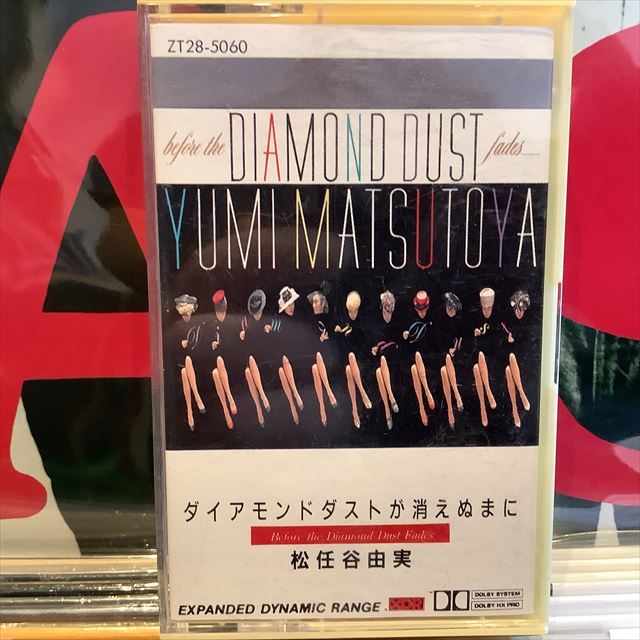 ZT28-5060
before the DIAMOND DUST fades......
YUMI MATSUTOYA
ダイアモンドダストが消えぬまに
Before the Diamond Dust Fades
松任谷由実
EXPANDED DYNAMIC RANGE
DOLBY SYSTEM
DOLBY HX PRO